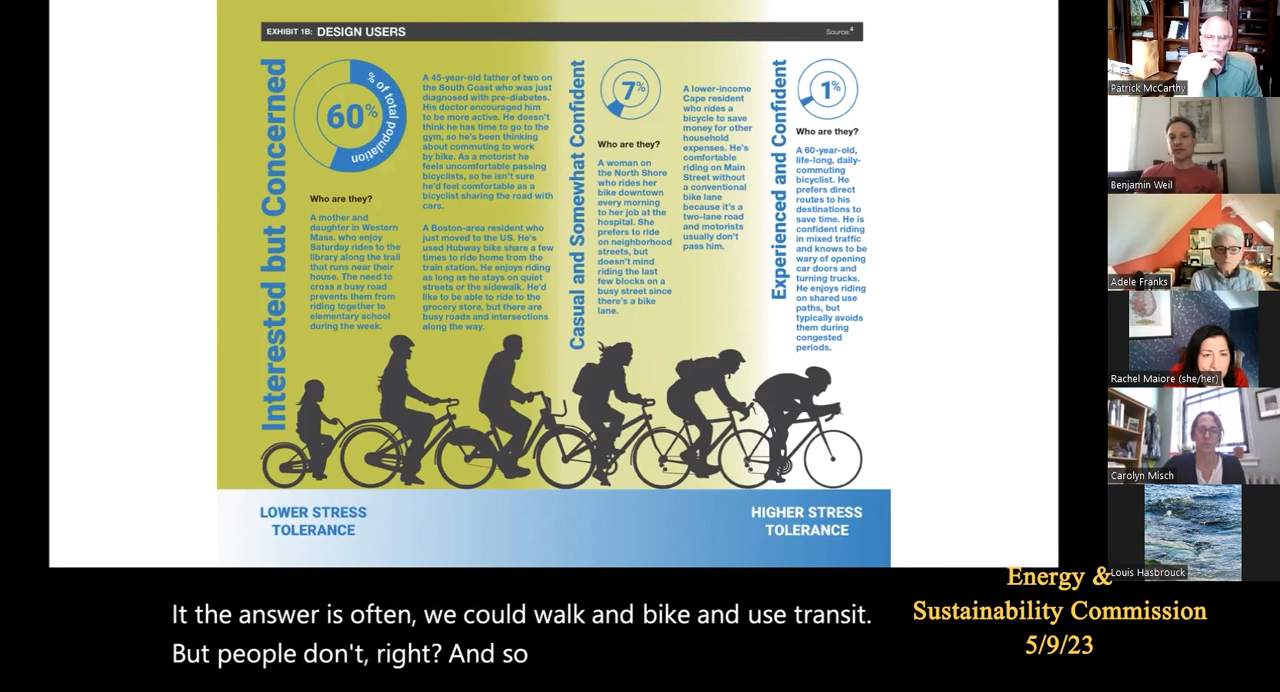 EXHIBIT 1B: DESIGN USERS
Source:4
Interested but Concerned
60%
% of total population
Who are they?
A mother and
daughter in Western
Mass. who enjoy
Saturday rides to the
library along the trail
that runs near their
house. The need to
cross a busy road
prevents them from
riding together to
elementary school
during the week.
A 45-year-old father of two on
the South Coast who was just
diagnosed with pre-diabetes.
His doctor encouraged him
to be more active. He doesn't
think he has time to go to the
gym, so he's been thinking
about commuting to work
by bike. As a motorist he
feels uncomfortable passing
bicyclists, so he isn't sure
he'd feel comfortable as a
bicyclist sharing the road with
cars.
A Boston-area resident who
just moved to the US. He's
used Hubway bike share a few
times to ride home from the
train station. He enjoys riding
as long as he stays on quiet
streets or the sidewalk. He'd
like to be able to ride to the
grocery store, but there are
busy roads and intersections
along the way.
Casual and Somewhat Confident
7%
Who are they?
A woman on
the North Shore
who rides her
bike downtown
every morning
to her job at the
hospital. She
prefers to ride
on neighborhood
streets, but
doesn't mind
riding the last
few blocks on a
busy street since
there's a bike
lane.
A lower-income
Cape resident
who rides a
bicycle to save
money for other
household
expenses. He's
comfortable
riding on Main
Street without
a conventional
bike lane
because it's a
two-lane road
and motorists
usually don't
pass him.
Experienced and Confident
1%
Who are they?
A 60-year-old,
life-long, daily-
commuting
bicyclist. He
prefers direct
routes to his
destinations to
save time. He is
confident riding
in mixed traffic
and knows to be
wary of opening
car doors and
turning trucks.
He enjoys riding
on shared use
paths, but
typically avoids
them during
congested
periods.
LOWER STRESS
TOLERANCE
HIGHER STRESS
TOLERANCE
Patrick McCarthy
Benjamin Weil
Adele Franks
Rachel Maiore (she/her)
Carolyn Misch
Louis Hasbrouck
It the answer is often, we could walk and bike and use transit.
But people don't, right? And so
Energy &
Sustainability Commission
5/9/23